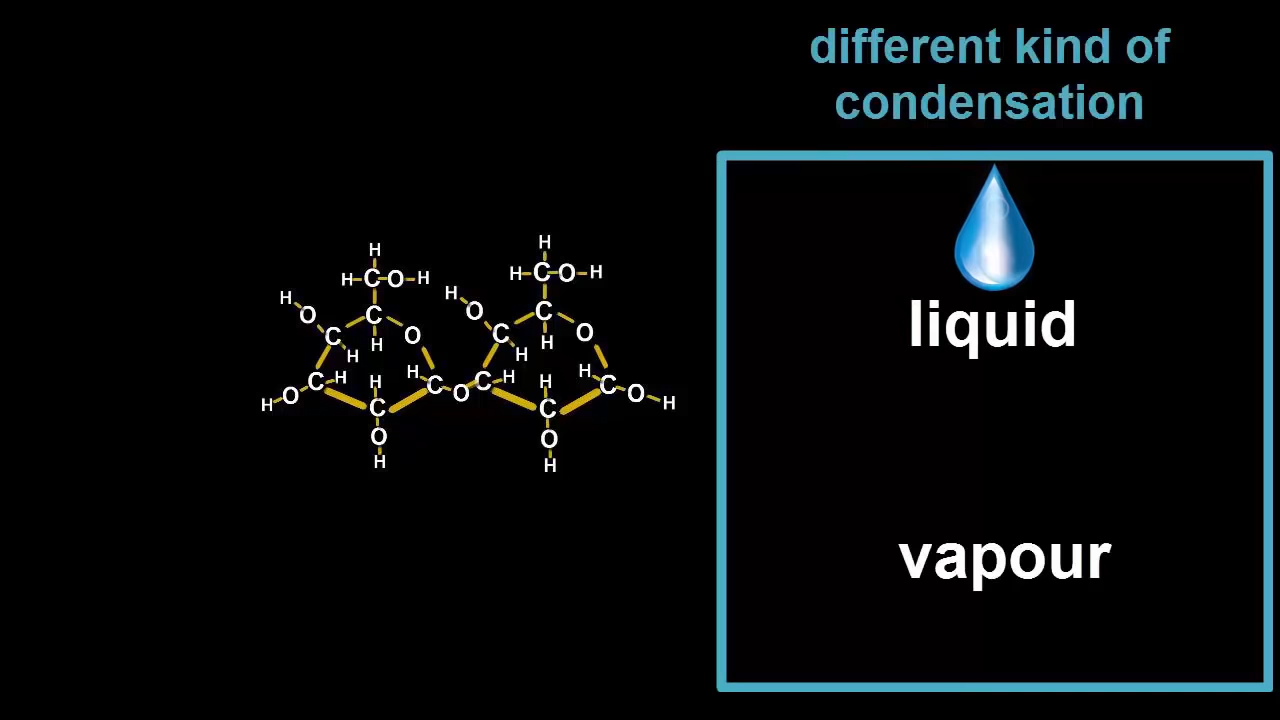 different kind of
condensation
liquid
vapour
H H
H C O H H C O H
H H
O C O O C O
H H H H
C H H H C C H H H C
H O C O C O H
O O
H H